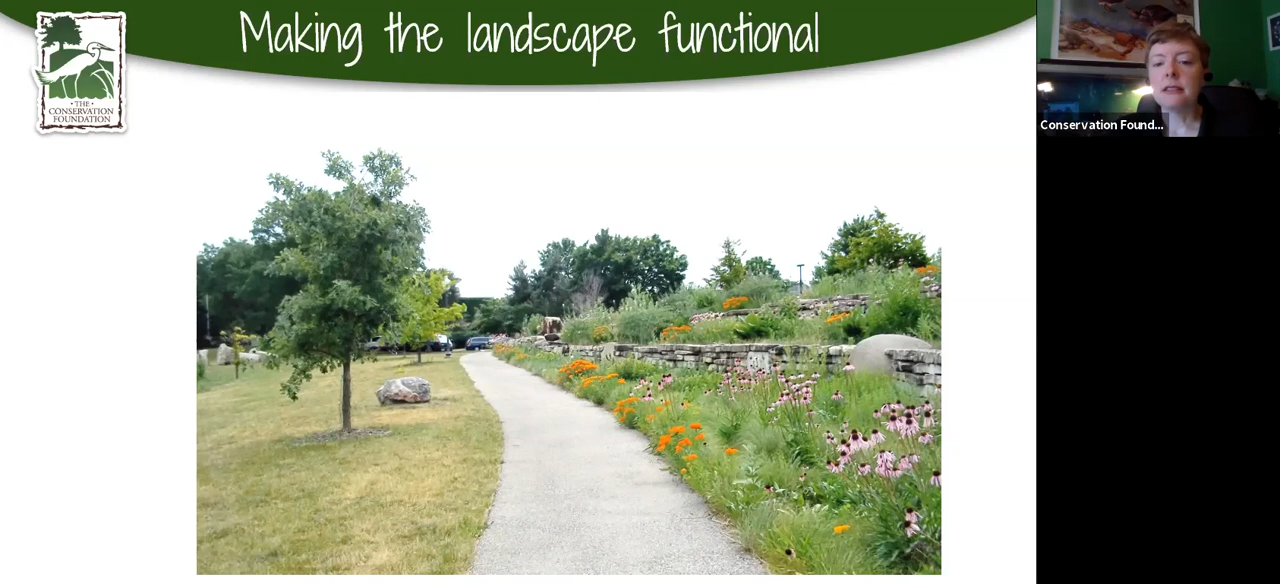 Making the landscape functional
• THE •
CONSERVATION
FOUNDATION
Conservation Found...